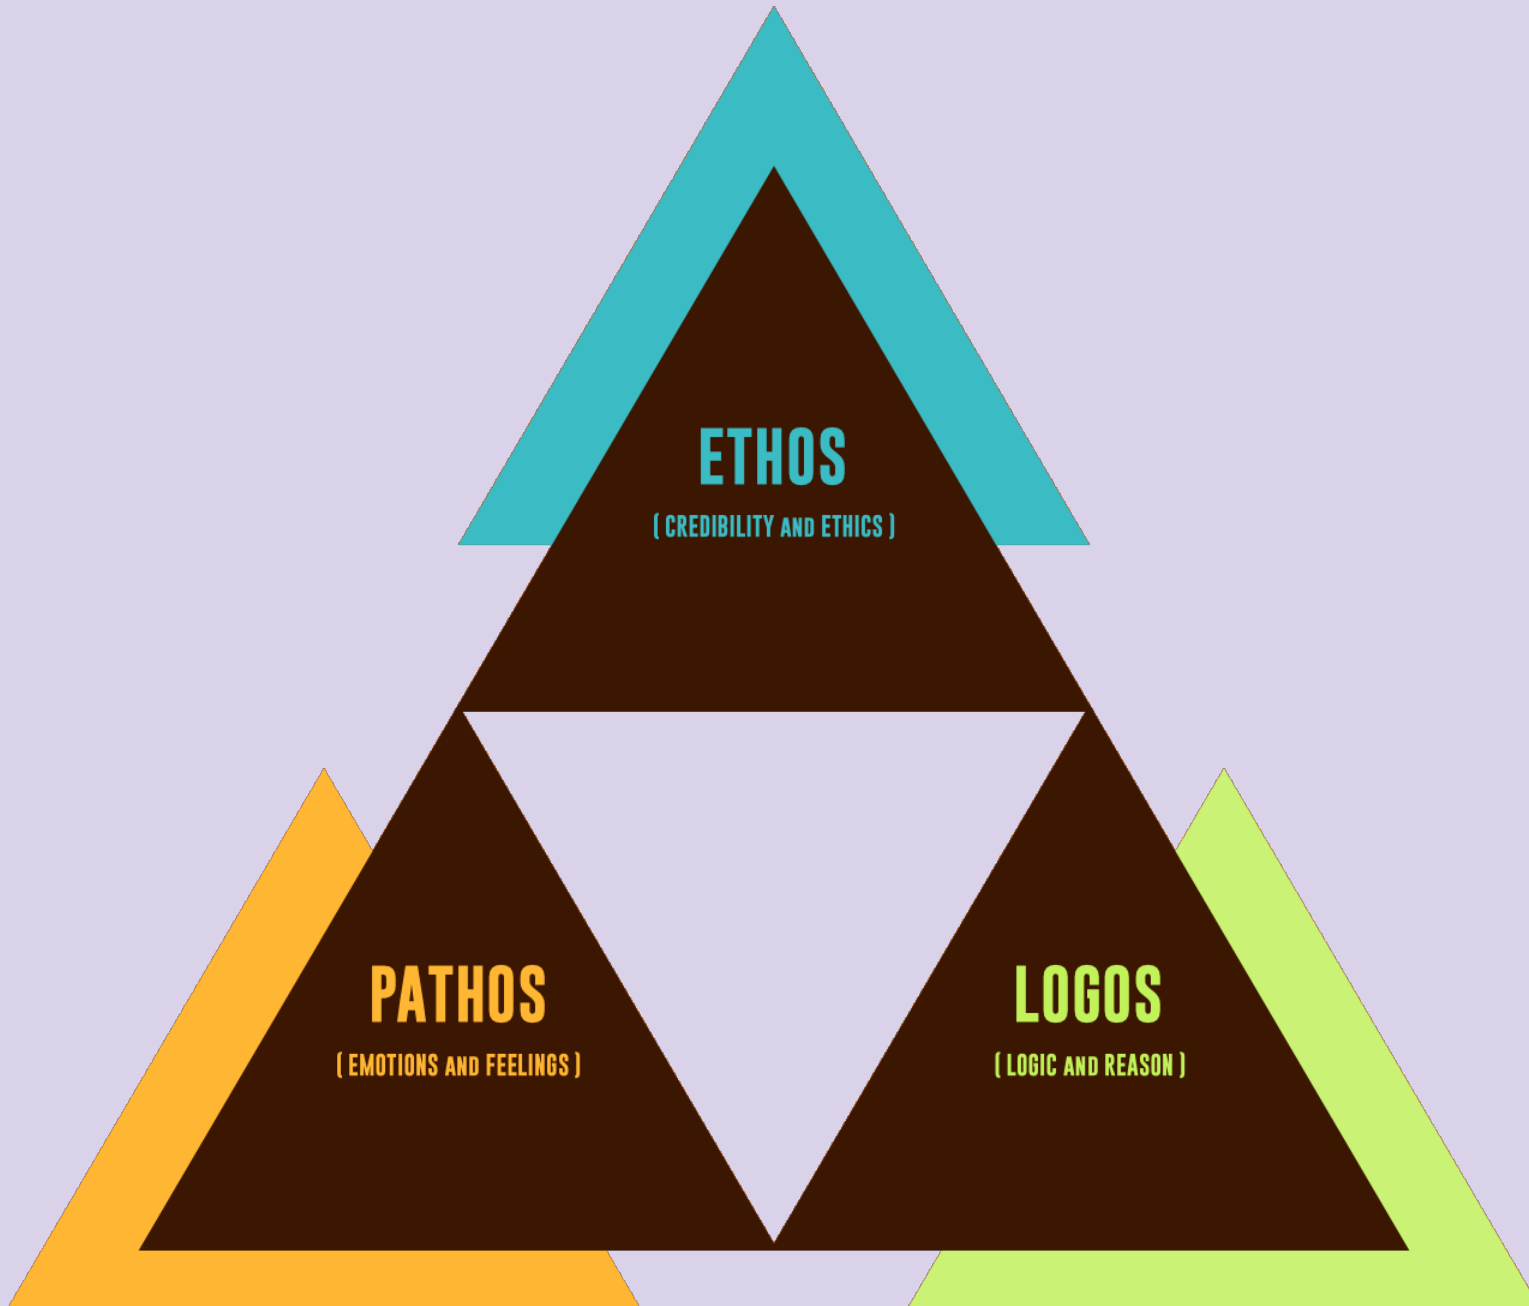 ETHOS
( CREDIBILITY AND ETHICS )
PATHOS
( EMOTIONS AND FEELINGS )
LOGOS
( LOGIC AND REASON )